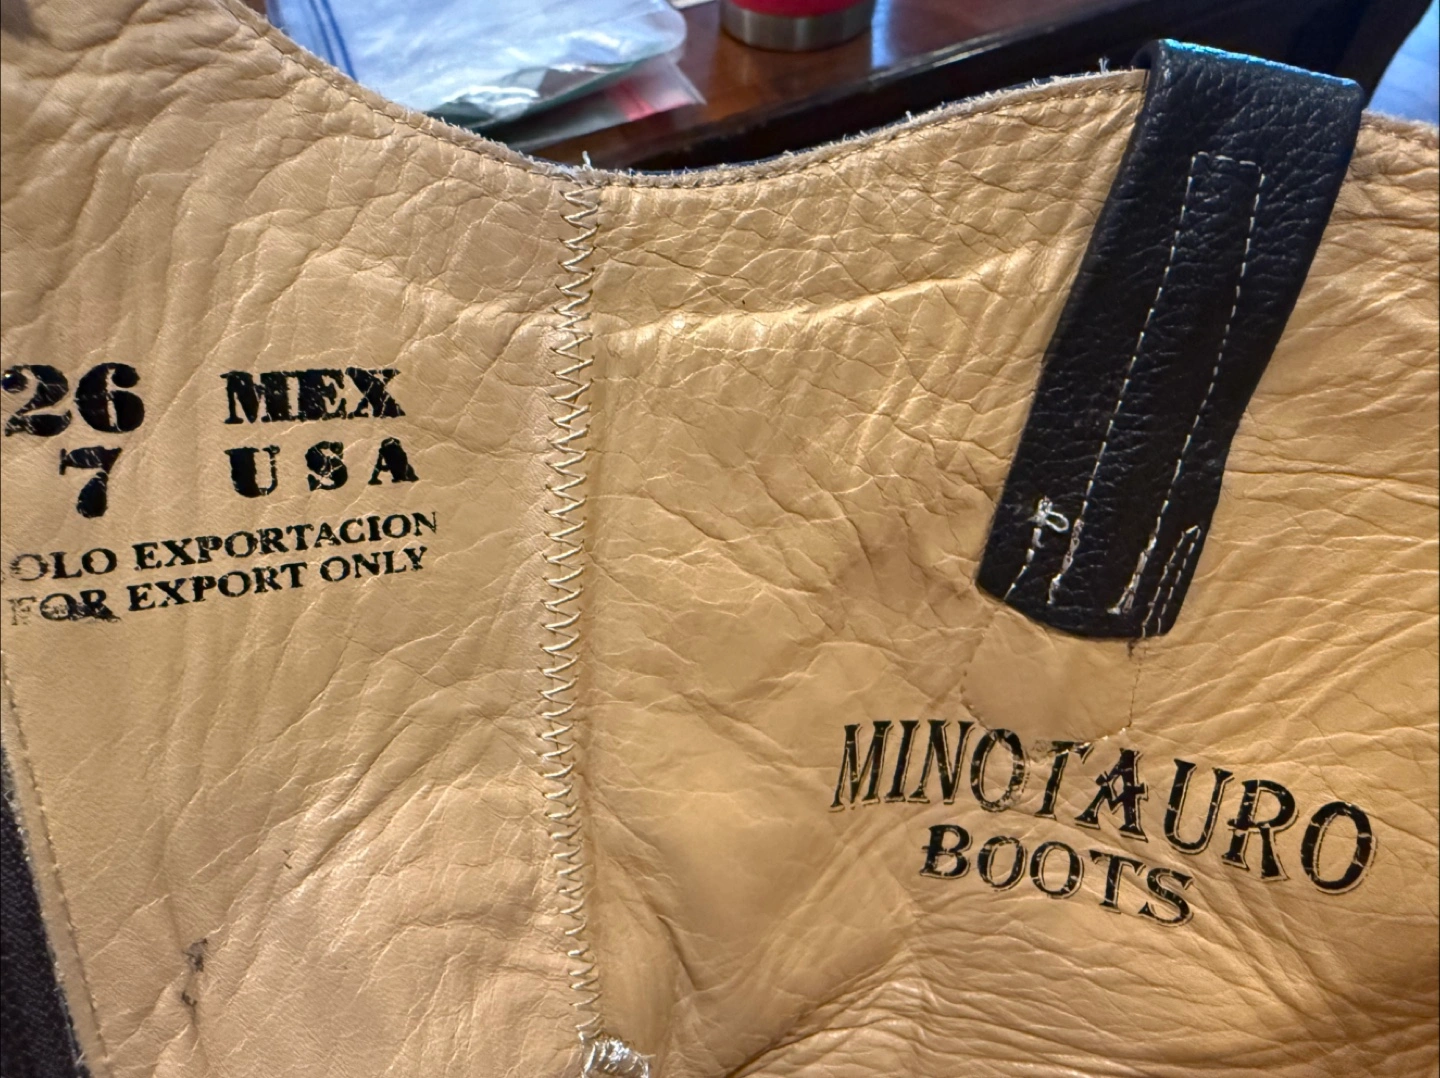 26 MEX
7 USA
OLO EXPORTACION
FOR EXPORT ONLY
MINOTAURO
BOOTS